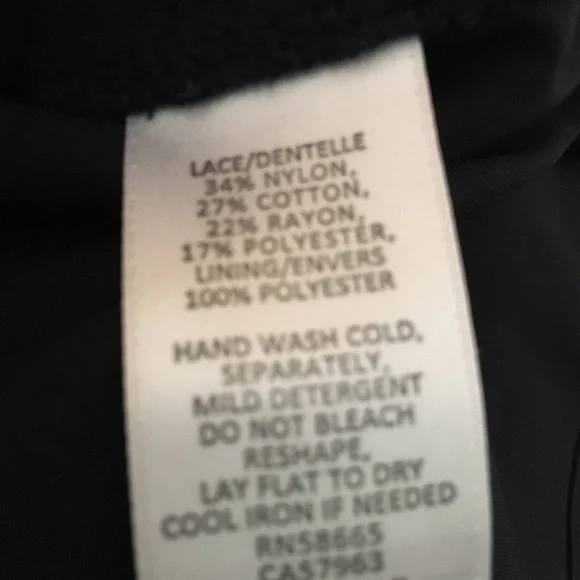 LACE/DENTELLE
34% NYLON,
27% COTTON,
22% RAYON,
17% POLYESTER,
LINING/ENVERS
100% POLYESTER
HAND WASH COLD,
SEPARATELY,
MILD DETERGENT
DO NOT BLEACH
RESHAPE,
LAY FLAT TO DRY
COOL IRON IF NEEDED
RN58665
CA57963